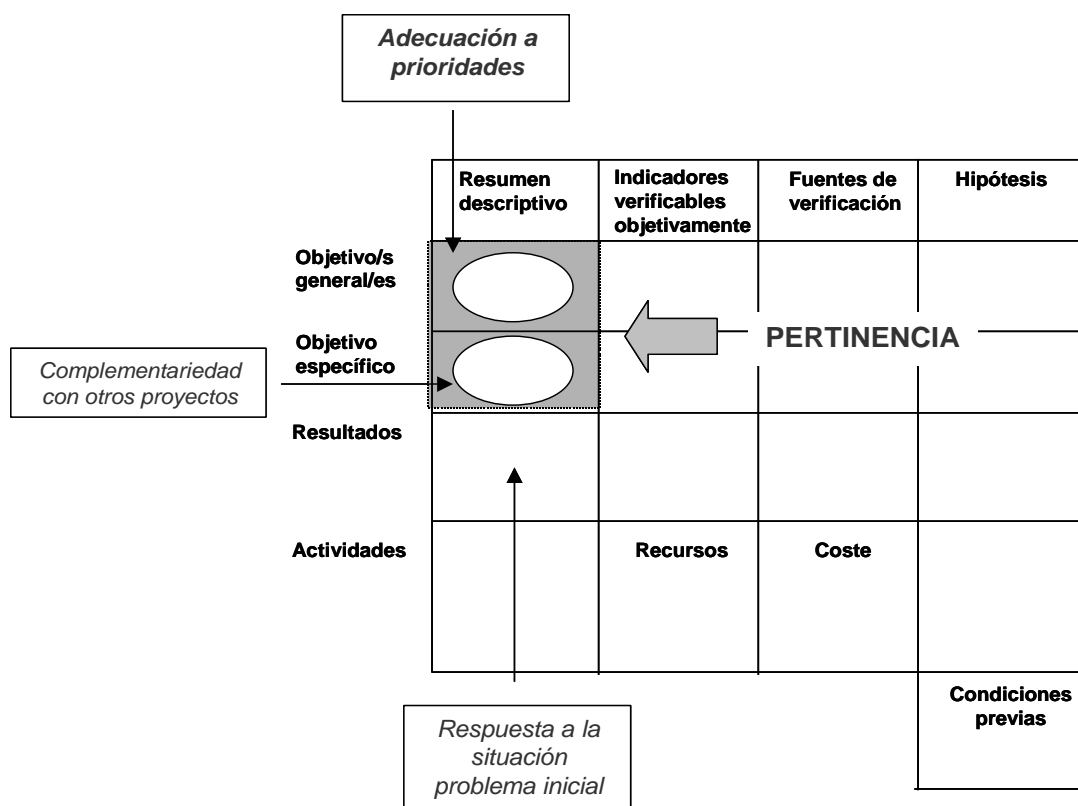 Adecuación a
prioridades
Resumen
descriptivo
Indicadores
verificables
objetivamente
Fuentes de
verificación
Hipótesis
Objetivo/s
general/es
PERTINENCIA
Objetivo
específico
Complementariedad
con otros proyectos
Resultados
Actividades
Recursos
Coste
Condiciones
previas
Respuesta a la
situación
problema inicial